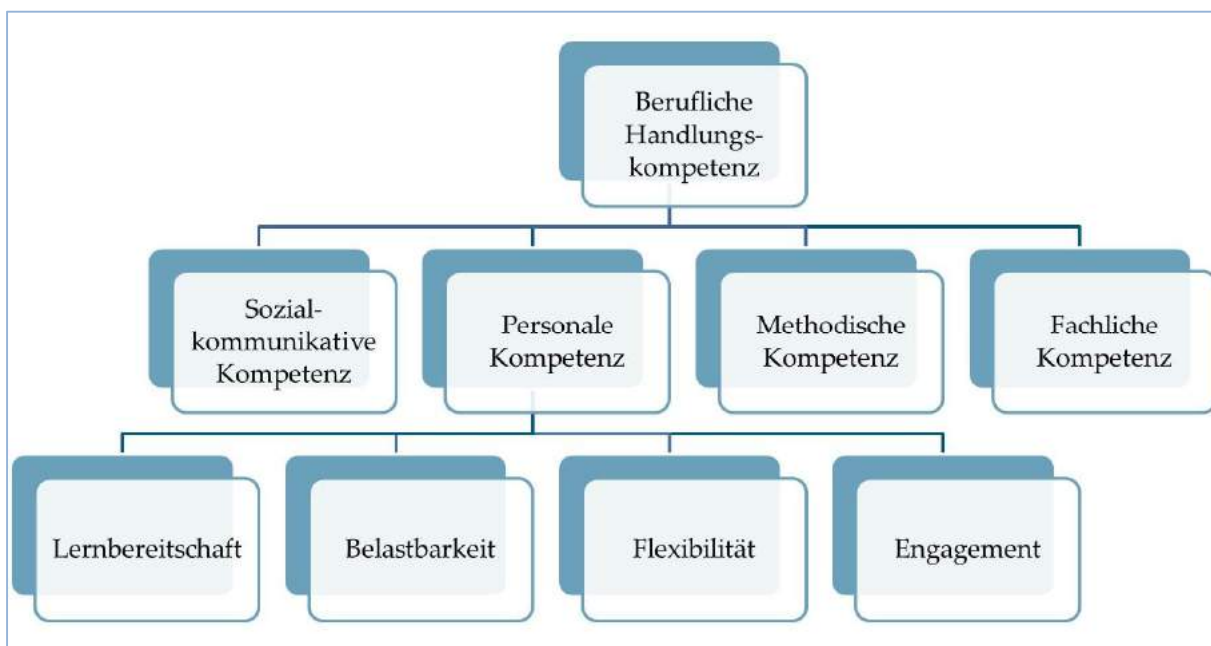 Berufliche
Handlungs-
kompetenz
Sozial-
kommunikative
Kompetenz
Personale
Kompetenz
Methodische
Kompetenz
Fachliche
Kompetenz
Lernbereitschaft
Belastbarkeit
Flexibilität
Engagement